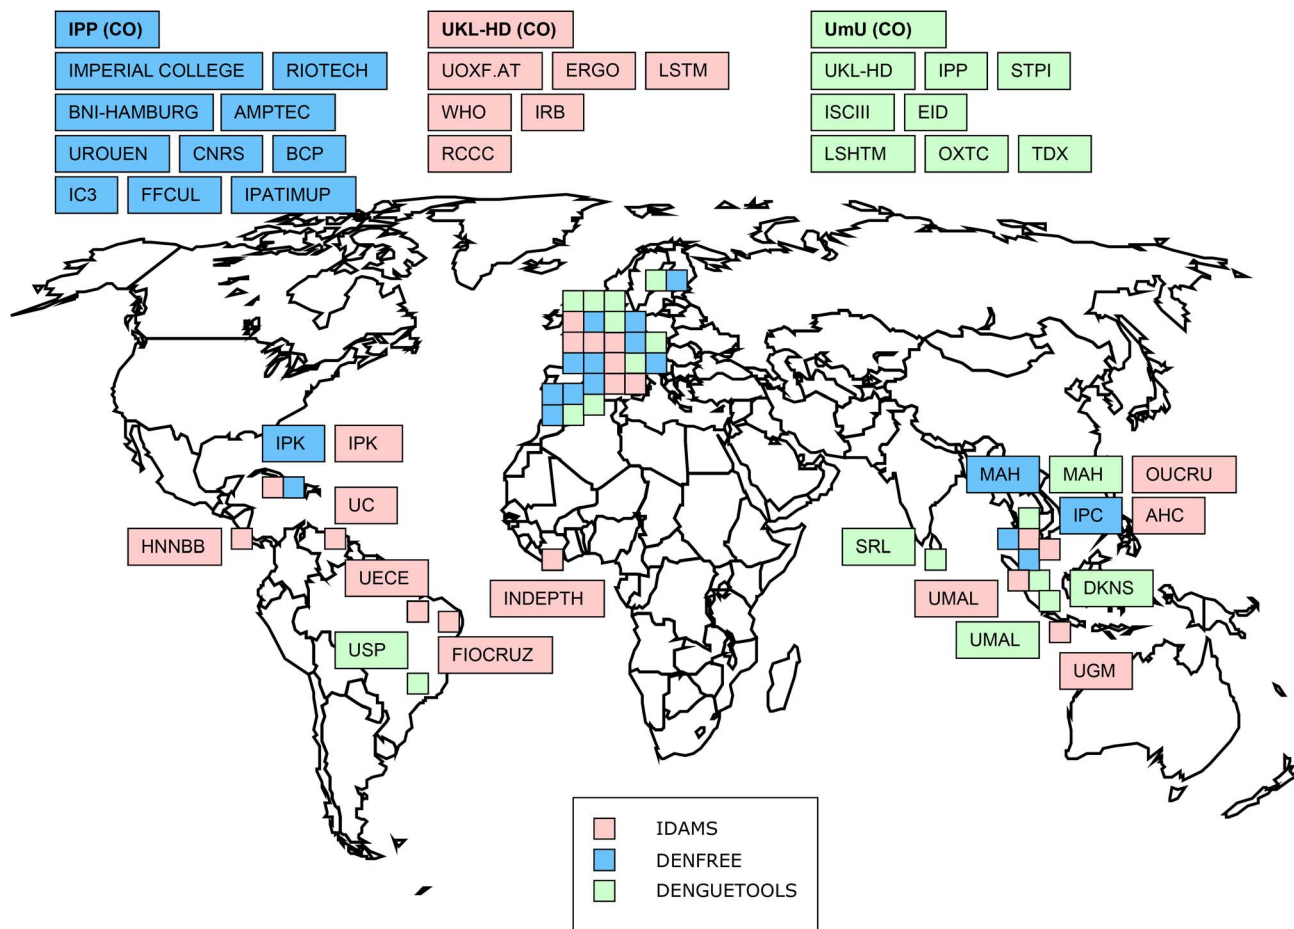 IPP (CO) UKL-HD (CO) UmU (CO)
IMPERIAL COLLEGE RIOTECH UOXF.AT ERGO LSTM UKL-HD IPP STPI
BNI-HAMBURG AMPTEC WHO IRB ISCIII EID
UROUEN CNRS BCP RCCC LSHTM OXTC TDX
IC3 FFCUL IPATIMUP
IPK IPK
MAH MAH OUCRU
UC
IPC AHC
HNNBB SRL
UECE
INDEPTH UMAL DKNS
USP FIOCRUZ UMAL
UGM
IDAMS
DENFREE
DENGUETOOLS